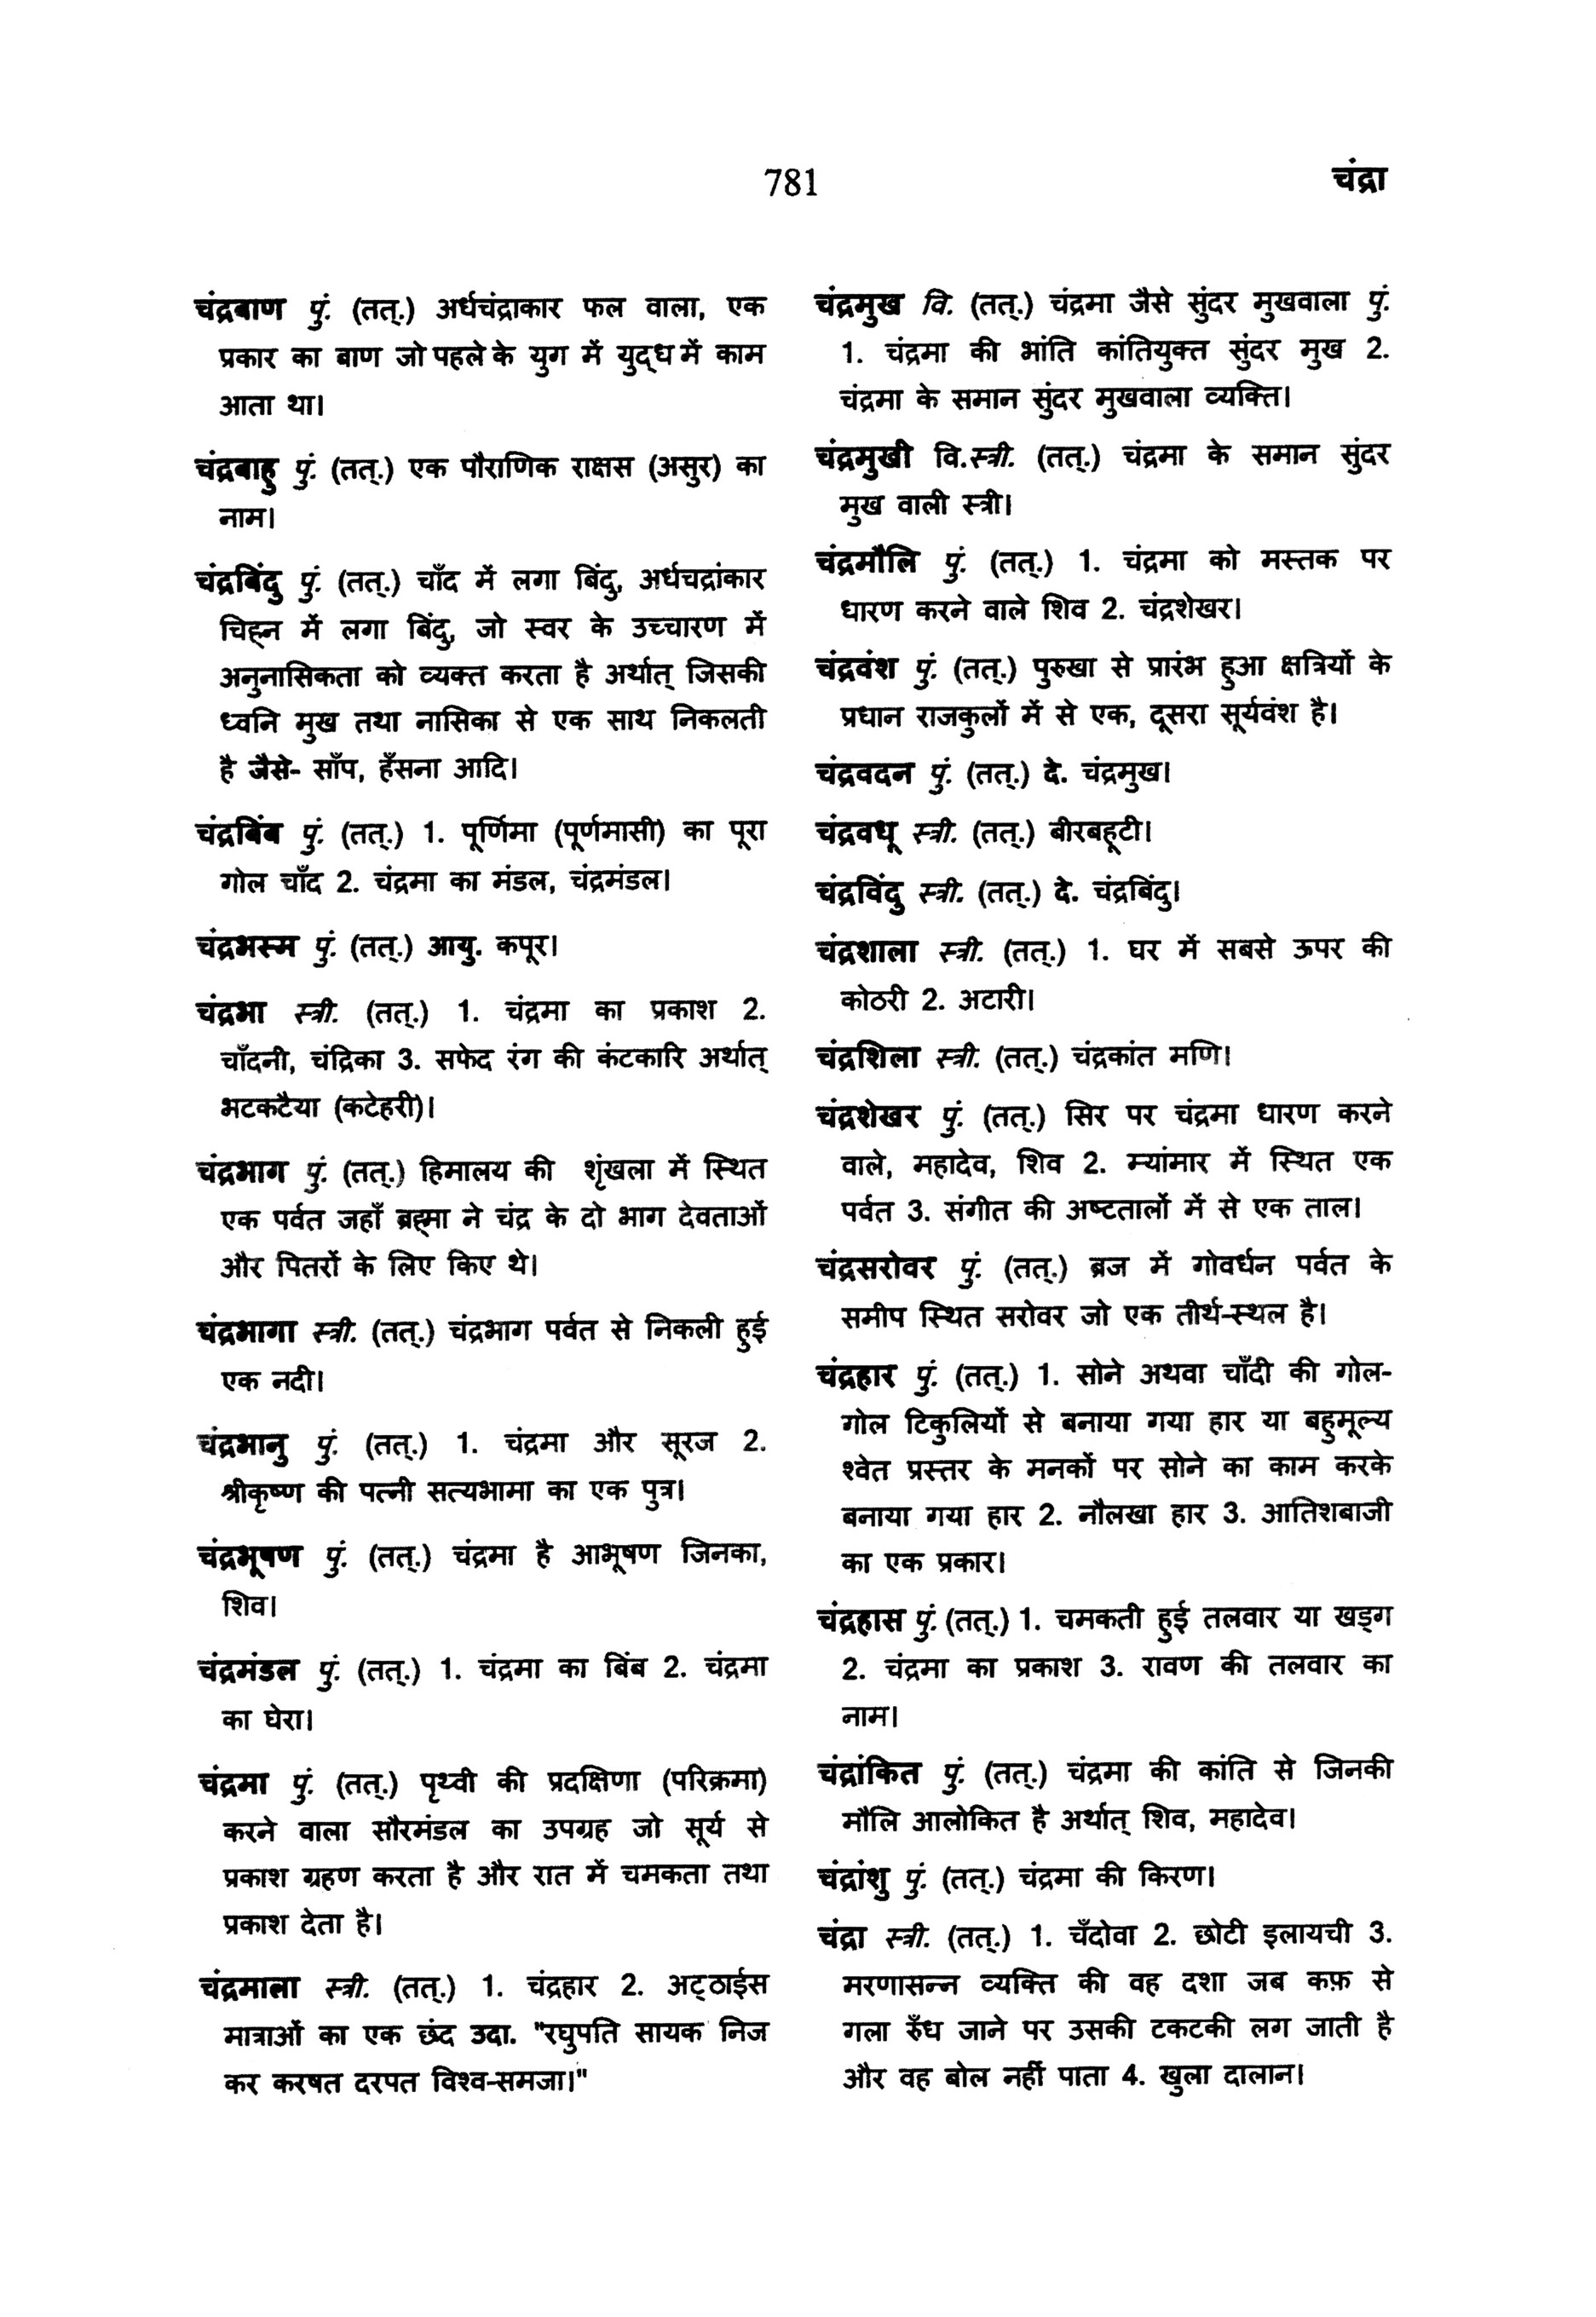 781
चंद्रा
चंद्रबाण पुं. (तत्.) अर्धचंद्राकार फल वाला, एक
प्रकार का बाण जो पहले के युग में युद्ध में काम
आता था।
चंद्रबाहु पुं. (तत्.) एक पौराणिक राक्षस (असुर) का
नाम।
चंद्रबिंदु पुं. (तत्.) चाँद में लगा बिंदु, अर्धचद्रांकार
चिह्न में लगा बिंदु, जो स्वर के उच्चारण में
अनुनासिकता को व्यक्त करता है अर्थात् जिसकी
ध्वनि मुख तथा नासिका से एक साथ निकलती
है जैसे- साँप, हँसना आदि।
चंद्रबिंब पुं. (तत्.) 1. पूर्णिमा (पूर्णमासी) का पूरा
गोल चाँद 2. चंद्रमा का मंडल, चंद्रमंडल।
चंद्रभस्म पुं. (तत्.) आयु. कपूर।
चंद्रभा स्त्री. (तत्.) 1. चंद्रमा का प्रकाश 2.
चाँदनी, चंद्रिका 3. सफेद रंग की कंटकारि अर्थात्
भटकटैया (कटेहरी)।
चंद्रभाग पुं. (तत्.) हिमालय की शृंखला में स्थित
एक पर्वत जहाँ ब्रह्मा ने चंद्र के दो भाग देवताओं
और पितरों के लिए किए थे।
चंद्रभागा स्त्री. (तत्.) चंद्रभाग पर्वत से निकली हुई
एक नदी।
चंद्रभानु पुं. (तत्.) 1. चंद्रमा और सूरज 2.
श्रीकृष्ण की पत्नी सत्यभामा का एक पुत्र।
चंद्रभूषण पुं. (तत्.) चंद्रमा है आभूषण जिनका,
शिव।
चंद्रमंडल पुं. (तत्.) 1. चंद्रमा का बिंब 2. चंद्रमा
का घेरा।
चंद्रमा पुं. (तत्.) पृथ्वी की प्रदक्षिणा (परिक्रमा)
करने वाला सौरमंडल का उपग्रह जो सूर्य से
प्रकाश ग्रहण करता है और रात में चमकता तथा
प्रकाश देता है।
चंद्रमाला स्त्री. (तत्.) 1. चंद्रहार 2. अट्ठाईस
मात्राओं का एक छंद उदा. "रघुपति सायक निज
कर करषत दरपत विश्व-समजा।"
चंद्रमुख वि. (तत्.) चंद्रमा जैसे सुंदर मुखवाला पुं.
1. चंद्रमा की भांति कांतियुक्त सुंदर मुख 2.
चंद्रमा के समान सुंदर मुखवाला व्यक्ति।
चंद्रमुखी वि.स्त्री. (तत्.) चंद्रमा के समान सुंदर
मुख वाली स्त्री।
चंद्रमौलि पुं. (तत्.) 1. चंद्रमा को मस्तक पर
धारण करने वाले शिव 2. चंद्रशेखर।
चंद्रवंश पुं. (तत्.) पुरुखा से प्रारंभ हुआ क्षत्रियों के
प्रधान राजकुलों में से एक, दूसरा सूर्यवंश है।
चंद्रवदन पुं. (तत्.) दे. चंद्रमुख।
चंद्रवधू स्त्री. (तत्.) बीरबहूटी।
चंद्रविंदु स्त्री. (तत्.) दे. चंद्रबिंदु।
चंद्रशाला स्त्री. (तत्.) 1. घर में सबसे ऊपर की
कोठरी 2. अटारी।
चंद्रशिला स्त्री. (तत्.) चंद्रकांत मणि।
चंद्रशेखर पुं. (तत्.) सिर पर चंद्रमा धारण करने
वाले, महादेव, शिव 2. म्यांमार में स्थित एक
पर्वत 3. संगीत की अष्टतालों में से एक ताल।
चंद्रसरोवर पुं. (तत्.) ब्रज में गोवर्धन पर्वत के
समीप स्थित सरोवर जो एक तीर्थ-स्थल है।
चंद्रहार पुं. (तत्.) 1. सोने अथवा चाँदी की गोल-
गोल टिकुलियों से बनाया गया हार या बहुमूल्य
श्वेत प्रस्तर के मनकों पर सोने का काम करके
बनाया गया हार 2. नौलखा हार 3. आतिशबाजी
का एक प्रकार।
चंद्रहास पुं. (तत्.) 1. चमकती हुई तलवार या खड्ग
2. चंद्रमा का प्रकाश 3. रावण की तलवार का
नाम।
चंद्रांकित पुं. (तत्.) चंद्रमा की कांति से जिनकी
मौलि आलोकित है अर्थात् शिव, महादेव।
चंद्रांशु पुं. (तत्.) चंद्रमा की किरण।
चंद्रा स्त्री. (तत्.) 1. चँदोवा 2. छोटी इलायची 3.
मरणासन्न व्यक्ति की वह दशा जब कफ़ से
गला रुँध जाने पर उसकी टकटकी लग जाती है
और वह बोल नहीं पाता 4. खुला दालान।